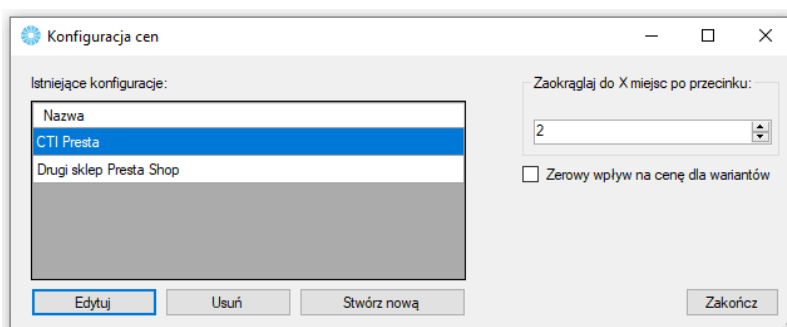 Konfiguracja cen
Istniejące konfiguracje:
Nazwa
CTI Presta
Drugi sklep Presta Shop
Zaokrąglaj do X miejsc po przecinku:
2
Zerowy wpływ na cenę dla wariantów
Edytuj
Usuń
Stwórz nową
Zakończ